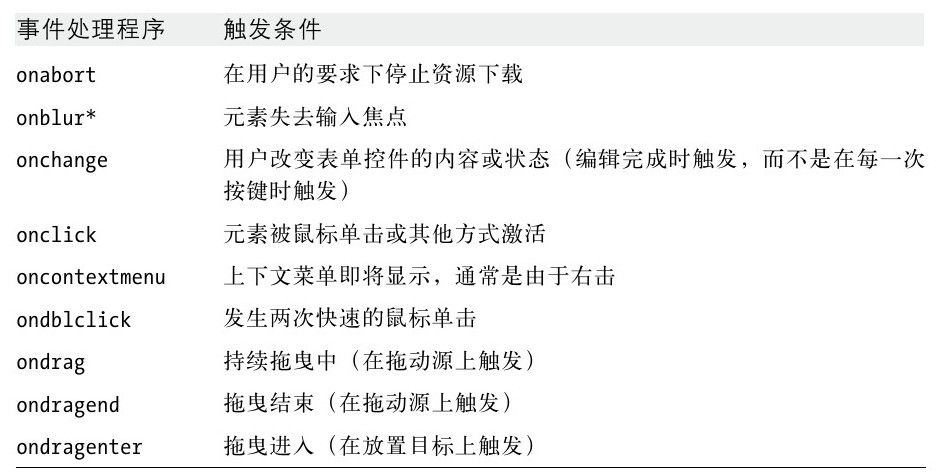 事件处理程序 触发条件
onabort 在用户的要求下停止资源下载
onblur* 元素失去输入焦点
onchange 用户改变表单控件的内容或状态（编辑完成时触发，而不是在每一次
按键时触发）
onclick 元素被鼠标单击或其他方式激活
oncontextmenu 上下文菜单即将显示，通常是由于右击
ondblclick 发生两次快速的鼠标单击
ondrag 持续拖曳中（在拖动源上触发）
ondragend 拖曳结束（在拖动源上触发）
ondragenter 拖曳进入（在放置目标上触发）